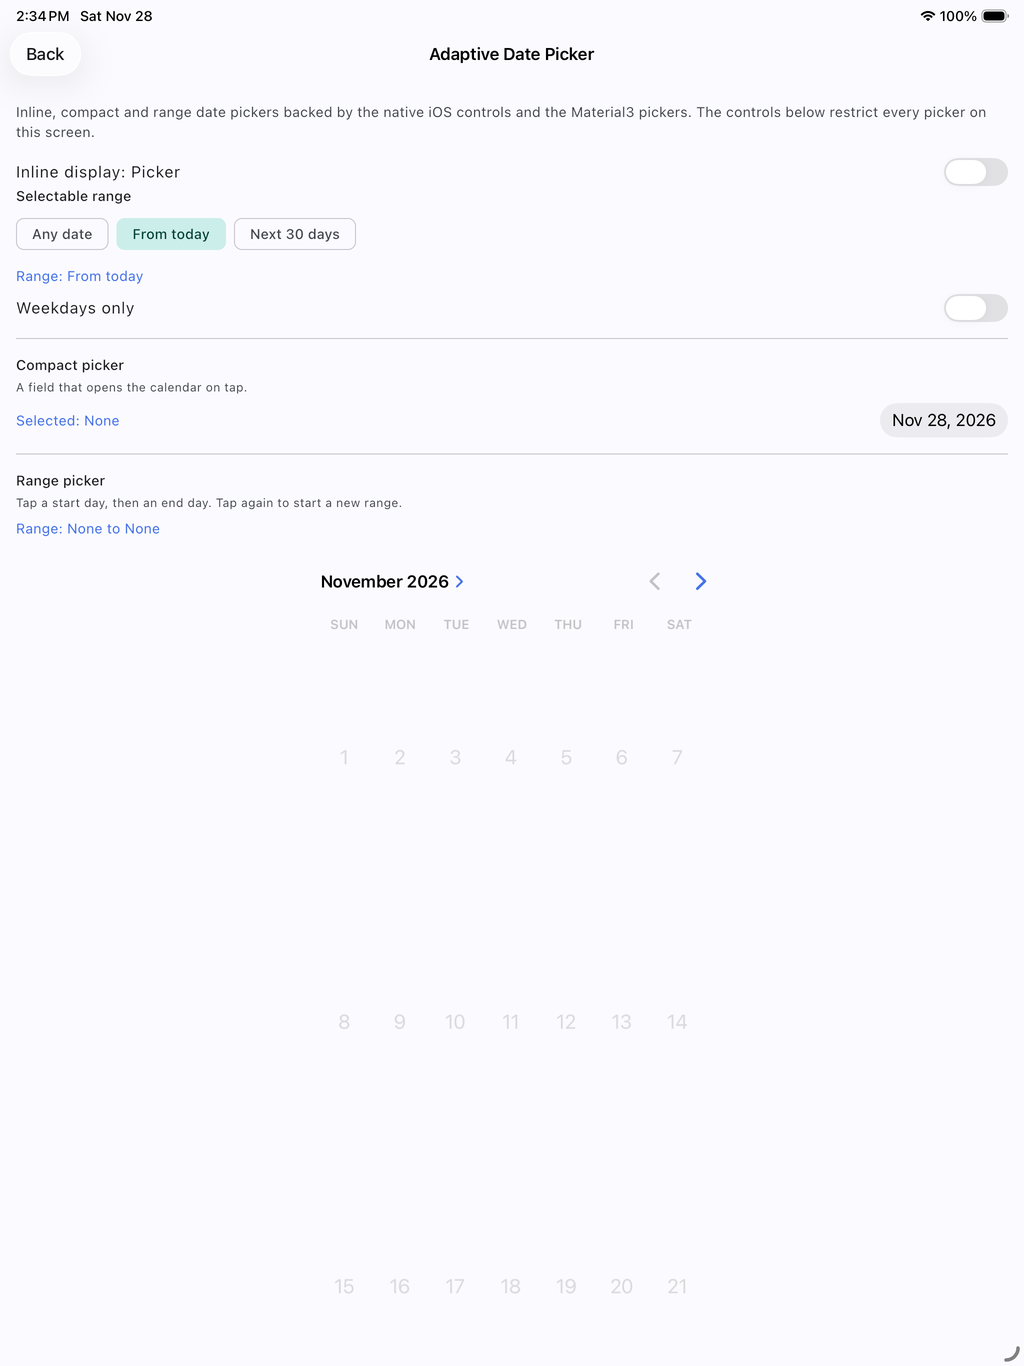 2:34 PM Sat Nov 28
100%
Back
Adaptive Date Picker
Inline, compact and range date pickers backed by the native iOS controls and the Material3 pickers. The controls below restrict every picker on
this screen.
Inline display: Picker
Selectable range
Any date
From today
Next 30 days
Range: From today
Weekdays only
Compact picker
A field that opens the calendar on tap.
Selected: None
Nov 28, 2026
Range picker
Tap a start day, then an end day. Tap again to start a new range.
Range: None to None
November 2026
SUN MON TUE WED THU FRI SAT
1 2 3 4 5 6 7
8 9 10 11 12 13 14
15 16 17 18 19 20 21